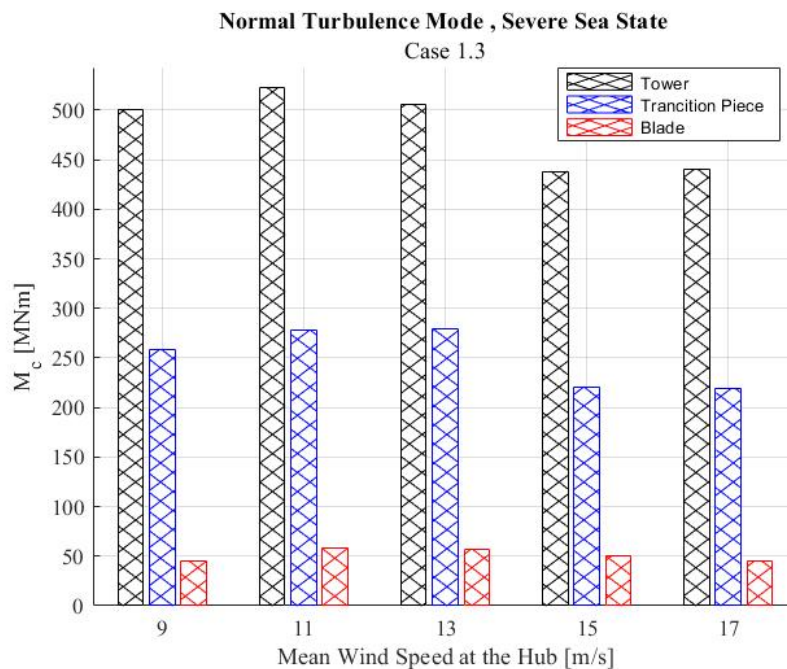 Normal Turbulence Mode , Severe Sea State
Case 1.3
Tower
Trancition Piece
Blade
500
450
400
350
300
250
200
150
100
50
0
M_c [MNm]
9 11 13 15 17
Mean Wind Speed at the Hub [m/s]